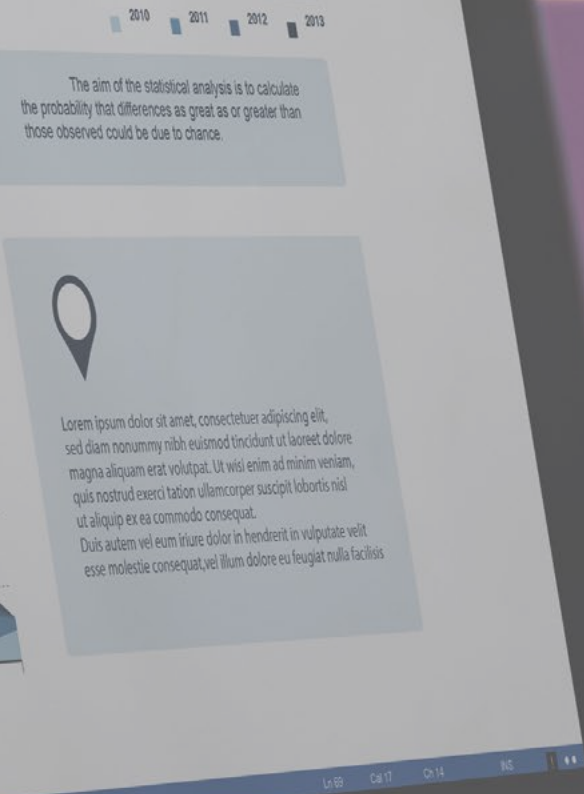 2010 2011 2012 2013
The aim of the statistical analysis is to calculate
the probability that differences as great as or greater than
those observed could be due to chance.
Lorem ipsum dolor sit amet, consectetuer adipiscing elit,
sed diam nonummy nibh euismod tincidunt ut laoreet dolore
magna aliquam erat volutpat. Ut wisi enim ad minim veniam,
quis nostrud exerci tation ullamcorper suscipit lobortis nisl
ut aliquip ex ea commodo consequat.
Duis autem vel eum iriure dolor in hendrerit in vulputate velit
esse molestie consequat,vel illum dolore eu feugiat nulla facilisis
Ln 69 Cal 17 Ch 14 INS